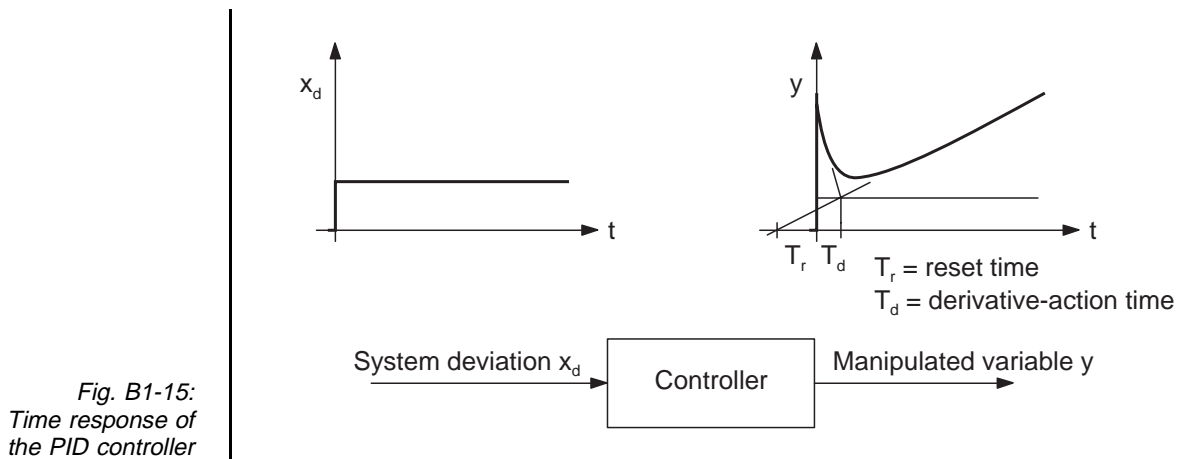 x_d
t
y
t
T_r T_d
T_r = reset time
T_d = derivative-action time
System deviation x_d
Controller
Manipulated variable y
Fig. B1-15:
Time response of
the PID controller